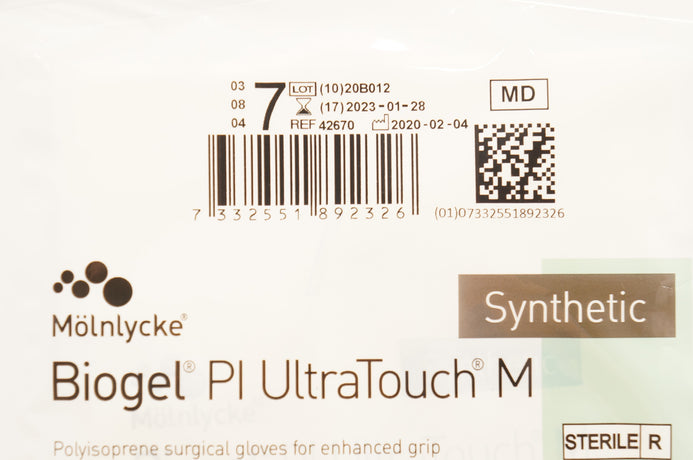 03
08
04
7
LOT (10)20B012
(17)2023-01-28
REF 42670 2020-02-04
MD
7 332551 892326
(01)07332551892326
Mölnlycke®
Synthetic
Biogel® PI UltraTouch® M
Polyisoprene surgical gloves for enhanced grip
STERILE R